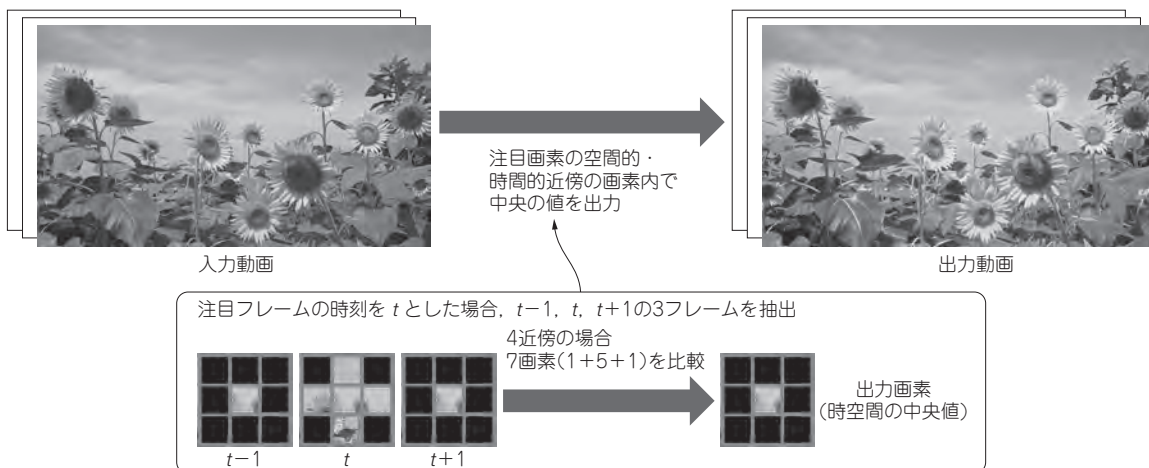 注目画素の空間的・
時間的近傍の画素内で
中央の値を出力
入力動画
出力動画
注目フレームの時刻を t とした場合，t−1，t，t+1の3フレームを抽出
4近傍の場合
7画素(1+5+1)を比較
出力画素
(時空間の中央値)
t−1
t
t+1